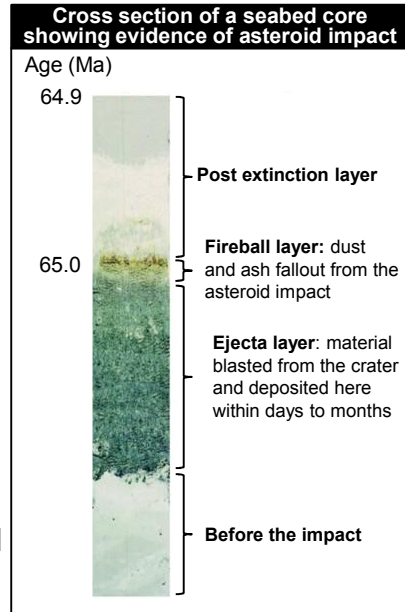 Cross section of a seabed core
showing evidence of asteroid impact
Age (Ma)
64.9
Post extinction layer
Fireball layer: dust
65.0
and ash fallout from the
asteroid impact
Ejecta layer: material
blasted from the crater
and deposited here
within days to months
Before the impact